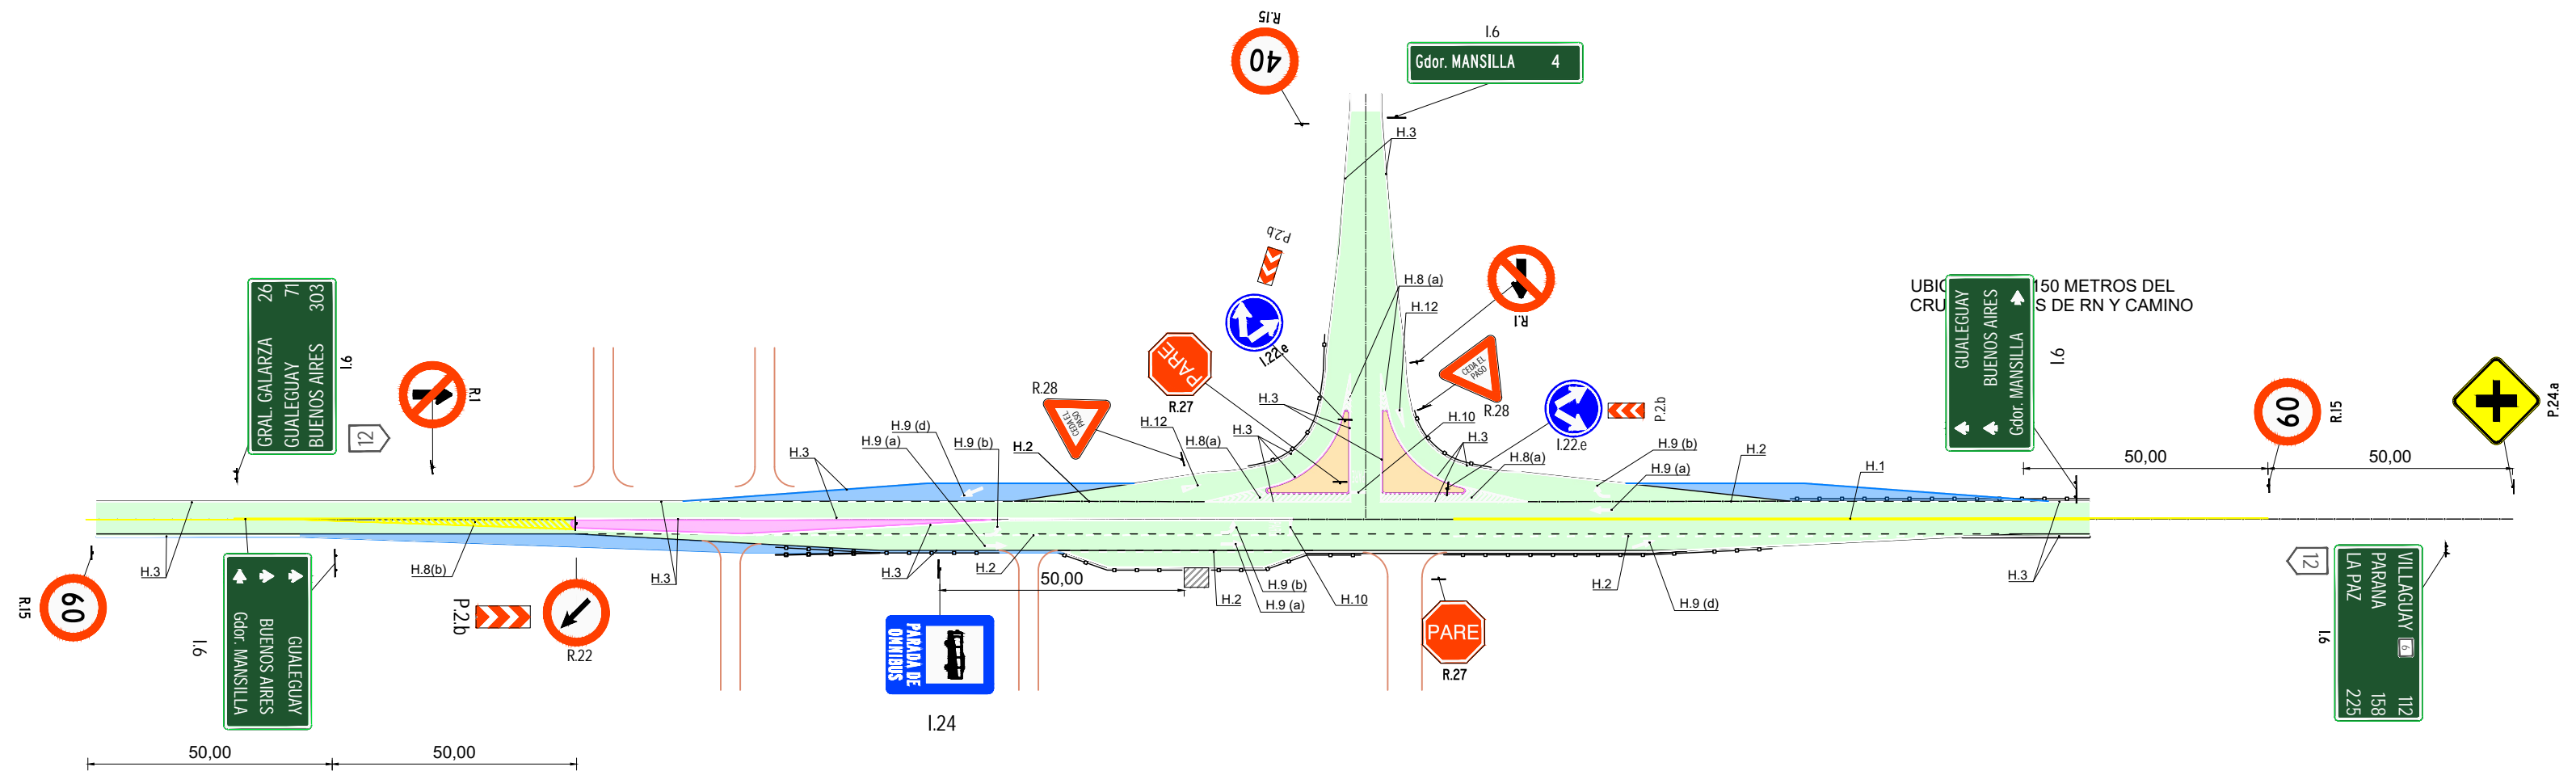 R.15
40
I.6
Gdor. MANSILLA 4
H.3
P.2.b
I.22.e
PARE
R.27
H.8 (a)
H.12
R.1
CEDA EL
PASO
R.28
I.22.e
P.2.b
UBIC
150 METROS DEL
CRU
S DE RN Y CAMINO
GUALEGUAY
BUENOS AIRES
Gdor. MANSILLA
I.6
60
R.15
P.24.a
50,00
50,00
GRAL. GALARZA 26
GUALEGUAY 71
BUENOS AIRES 303
I.6
12
R.1
R.28
CEDA EL
PASO
H.12
H.9 (d)
H.9 (a)
H.9 (b)
H.2
H.3
H.8(a)
H.3
H.3
H.10
H.3
H.8(a)
H.9 (b)
H.9 (a)
H.2
H.1
H.3
H.8(b)
H.3
H.3
H.2
50,00
H.2
H.9 (b)
H.9 (a)
H.10
H.2
H.9 (d)
H.3
R.15
60
I.6
Gdor. MANSILLA
BUENOS AIRES
GUALEGUAY
P.2.b
R.22
PARADA DE
OMNIBUS
I.24
PARE
R.27
12
I.6
VILLAGUAY 6 112
PARANA 158
LA PAZ 225
50,00
50,00